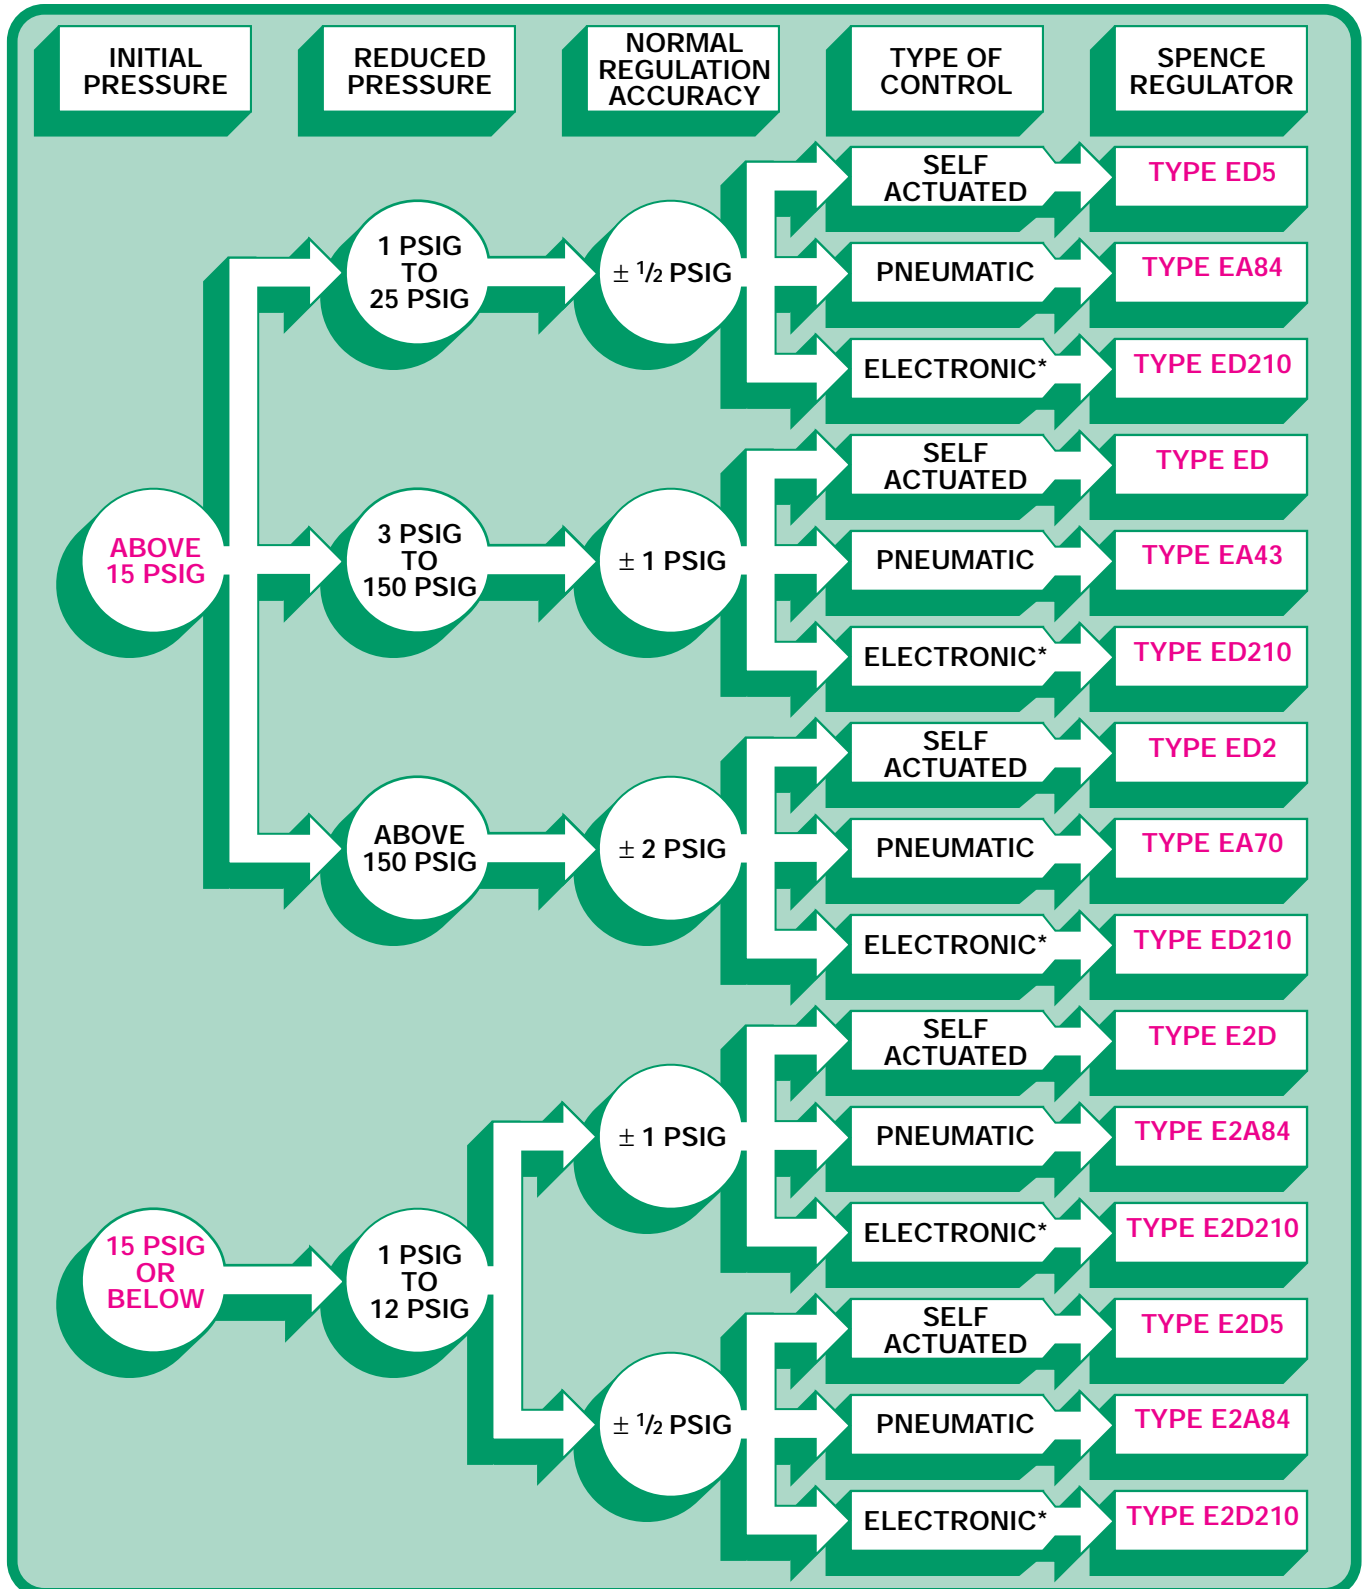 INITIAL
PRESSURE
REDUCED
PRESSURE
NORMAL
REGULATION
ACCURACY
TYPE OF
CONTROL
SPENCE
REGULATOR
ABOVE
15 PSIG
1 PSIG
TO
25 PSIG
± 1/2 PSIG
SELF
ACTUATED
TYPE ED5
PNEUMATIC
TYPE EA84
ELECTRONIC*
TYPE ED210
3 PSIG
TO
150 PSIG
± 1 PSIG
SELF
ACTUATED
TYPE ED
PNEUMATIC
TYPE EA43
ELECTRONIC*
TYPE ED210
ABOVE
150 PSIG
± 2 PSIG
SELF
ACTUATED
TYPE ED2
PNEUMATIC
TYPE EA70
ELECTRONIC*
TYPE ED210
15 PSIG
OR
BELOW
1 PSIG
TO
12 PSIG
± 1 PSIG
SELF
ACTUATED
TYPE E2D
PNEUMATIC
TYPE E2A84
ELECTRONIC*
TYPE E2D210
± 1/2 PSIG
SELF
ACTUATED
TYPE E2D5
PNEUMATIC
TYPE E2A84
ELECTRONIC*
TYPE E2D210